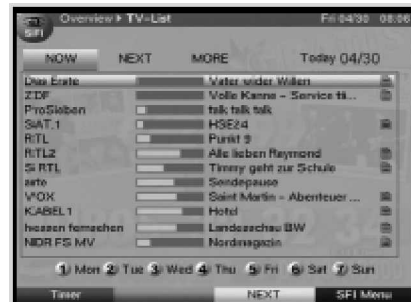 SFI Overview ▸ TV-List Fri 04/30 08:06
NOW NEXT MORE Today 04/30
Das Erste Vater wider Willen
ZDF Volle Kanne - Service tä...
ProSieben talk talk talk
SAT.1 HSE24
RTL Punkt 9
RTL2 Alle lieben Raymond
S RTL Timmy geht zur Schule
arte Sendepause
VOX Saint Martin - Abenteuer ...
KABEL 1 Hotel
hessen fernsehen Landesschau BW
NDR FS MV Nordmagazin
1 Mon 2 Tue 3 Wed 4 Thu 5 Fri 6 Sat 7 Sun
Timer NEXT SFI Menu